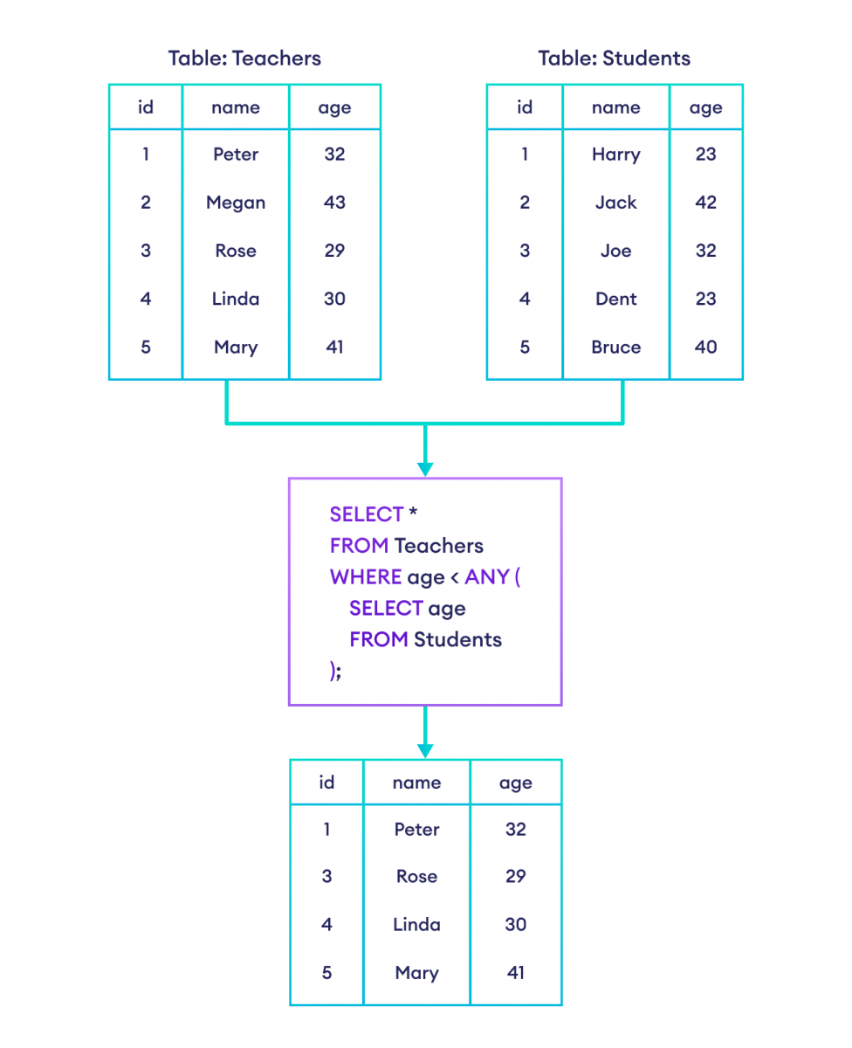 Table: Teachers
id name age
1 Peter 32
2 Megan 43
3 Rose 29
4 Linda 30
5 Mary 41
Table: Students
id name age
1 Harry 23
2 Jack 42
3 Joe 32
4 Dent 23
5 Bruce 40
SELECT *
FROM Teachers
WHERE age < ANY (
SELECT age
FROM Students
);
id name age
1 Peter 32
3 Rose 29
4 Linda 30
5 Mary 41